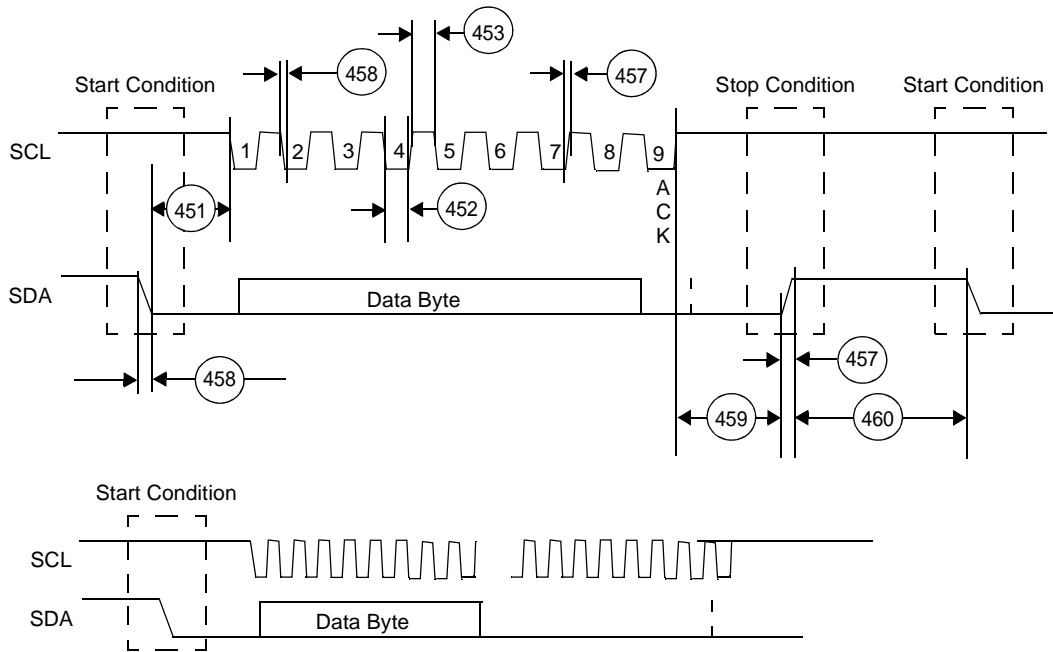 453
458
457
Start Condition
Stop Condition
Start Condition
SCL
1 2 3 4 5 6 7 8 9
A
C
K
451
452
SDA
Data Byte
458
457
459
460
Start Condition
SCL
SDA
Data Byte